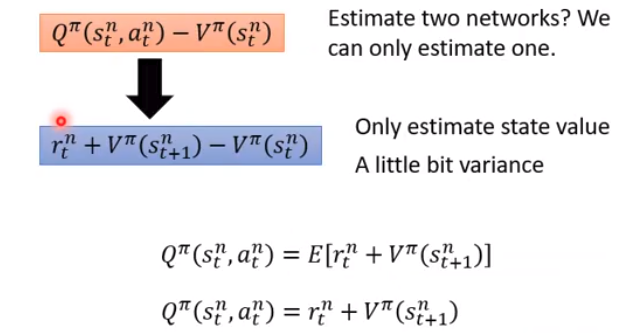 Q^π(s_t^n, a_t^n) − V^π(s_t^n)
Estimate two networks? We
can only estimate one.
r_t^n + V^π(s_{t+1}^n) − V^π(s_t^n)
Only estimate state value
A little bit variance
Q^π(s_t^n, a_t^n) = E[r_t^n + V^π(s_{t+1}^n)]
Q^π(s_t^n, a_t^n) = r_t^n + V^π(s_{t+1}^n)